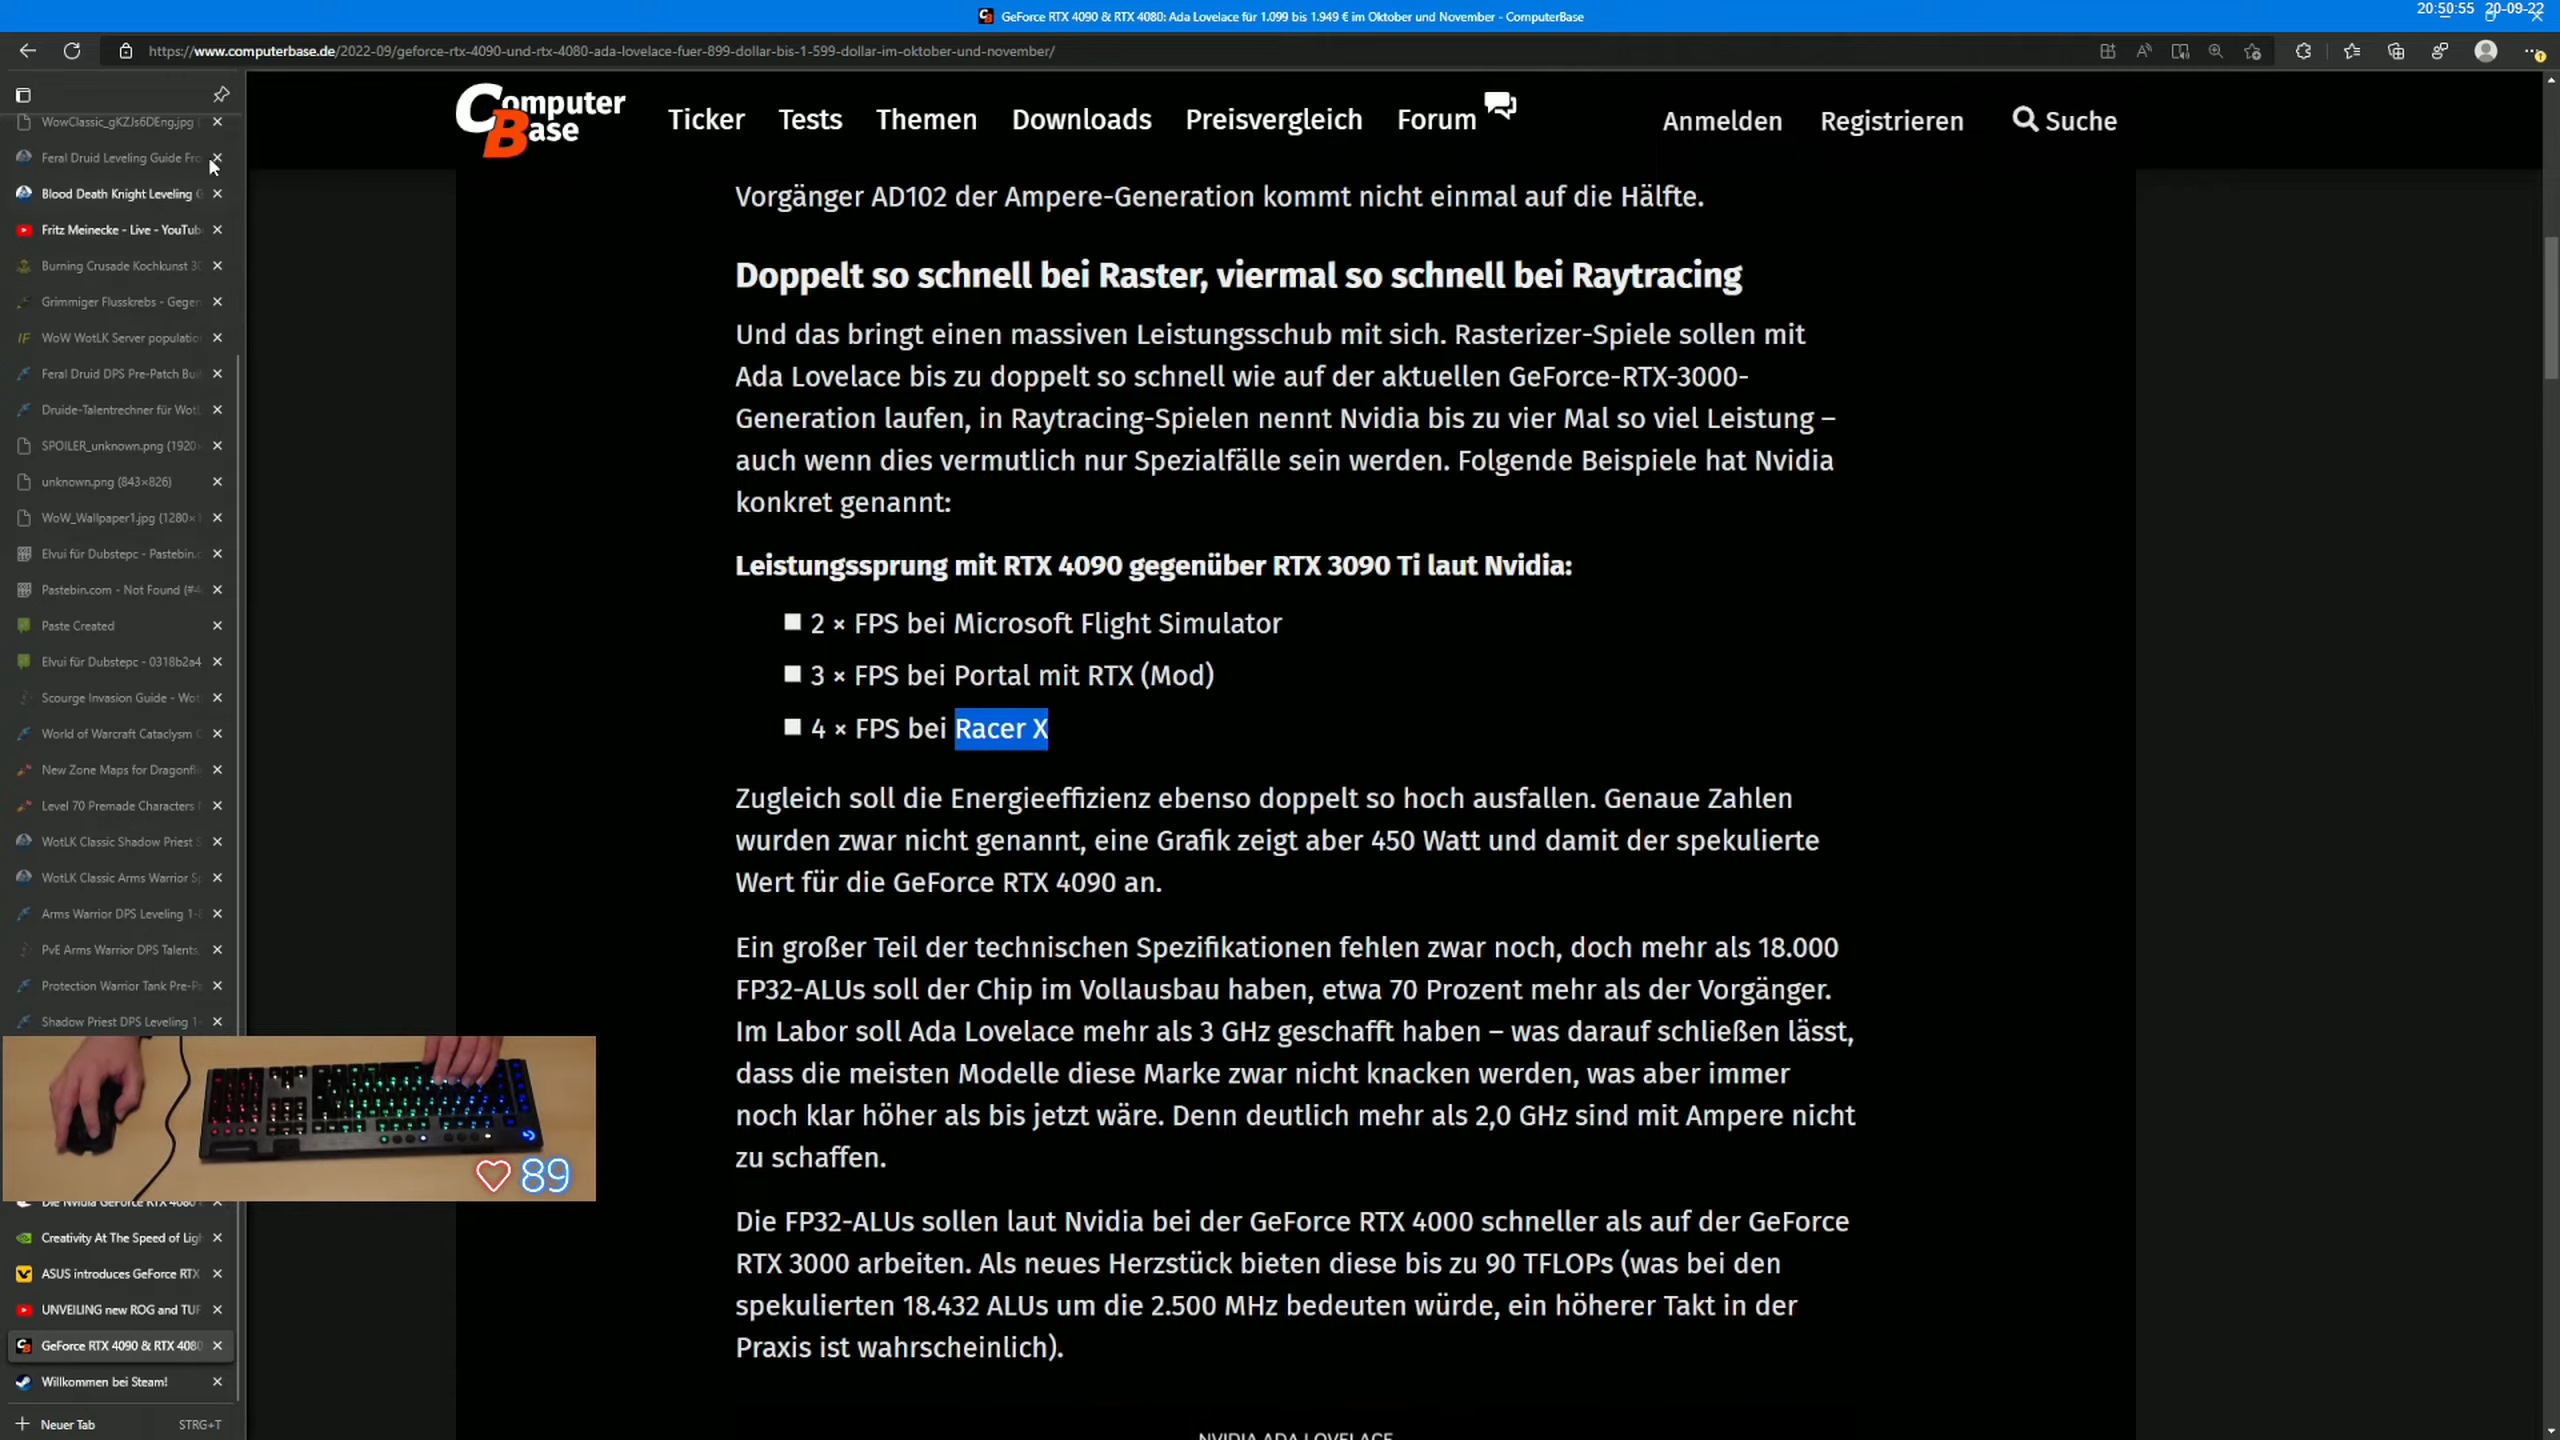 GeForce RTX 4090 & RTX 4080: Ada Lovelace für 1.099 bis 1.949 € im Oktober und November - ComputerBase
20:50:55 20-09-22
https://www.computerbase.de/2022-09/geforce-rtx-4090-und-rtx-4080-ada-lovelace-fuer-899-dollar-bis-1-599-dollar-im-oktober-und-november/
WowClassic_gKZJs6DEng.jpg (
Feral Druid Leveling Guide Fro
Blood Death Knight Leveling G
Fritz Meinecke - Live - YouTub
Burning Crusade Kochkunst 30
Grimmiger Flusskrebs - Gegen
WoW WotLK Server populatio
Feral Druid DPS Pre-Patch Bui
Druide-Talentrechner für WotL
SPOILER_unknown.png (1920×
unknown.png (843×826)
WoW_Wallpaper1.jpg (1280×1
Elvui für Dubstepc - Pastebin.c
Pastebin.com - Not Found (#4
Paste Created
Elvui für Dubstepc - 0318b2a4
Scourge Invasion Guide - Wot
World of Warcraft Cataclysm C
New Zone Maps for Dragonfli
Level 70 Premade Characters
WotLK Classic Shadow Priest S
WotLK Classic Arms Warrior Sp
Arms Warrior DPS Leveling 1-8
PvE Arms Warrior DPS Talents,
Protection Warrior Tank Pre-Pa
Shadow Priest DPS Leveling 1-
89
Die Nvidia GeForce RTX 4080
Creativity At The Speed of Ligh
ASUS introduces GeForce RTX
UNVEILING new ROG and TUF
GeForce RTX 4090 & RTX 4080
Willkommen bei Steam!
Neuer Tab STRG+T
Computer Base
Ticker Tests Themen Downloads Preisvergleich Forum Anmelden Registrieren Suche
Vorgänger AD102 der Ampere-Generation kommt nicht einmal auf die Hälfte.
Doppelt so schnell bei Raster, viermal so schnell bei Raytracing
Und das bringt einen massiven Leistungsschub mit sich. Rasterizer-Spiele sollen mit
Ada Lovelace bis zu doppelt so schnell wie auf der aktuellen GeForce-RTX-3000-
Generation laufen, in Raytracing-Spielen nennt Nvidia bis zu vier Mal so viel Leistung –
auch wenn dies vermutlich nur Spezialfälle sein werden. Folgende Beispiele hat Nvidia
konkret genannt:
Leistungssprung mit RTX 4090 gegenüber RTX 3090 Ti laut Nvidia:
2 × FPS bei Microsoft Flight Simulator
3 × FPS bei Portal mit RTX (Mod)
4 × FPS bei Racer X
Zugleich soll die Energieeffizienz ebenso doppelt so hoch ausfallen. Genaue Zahlen
wurden zwar nicht genannt, eine Grafik zeigt aber 450 Watt und damit der spekulierte
Wert für die GeForce RTX 4090 an.
Ein großer Teil der technischen Spezifikationen fehlen zwar noch, doch mehr als 18.000
FP32-ALUs soll der Chip im Vollausbau haben, etwa 70 Prozent mehr als der Vorgänger.
Im Labor soll Ada Lovelace mehr als 3 GHz geschafft haben – was darauf schließen lässt,
dass die meisten Modelle diese Marke zwar nicht knacken werden, was aber immer
noch klar höher als bis jetzt wäre. Denn deutlich mehr als 2,0 GHz sind mit Ampere nicht
zu schaffen.
Die FP32-ALUs sollen laut Nvidia bei der GeForce RTX 4000 schneller als auf der GeForce
RTX 3000 arbeiten. Als neues Herzstück bieten diese bis zu 90 TFLOPs (was bei den
spekulierten 18.432 ALUs um die 2.500 MHz bedeuten würde, ein höherer Takt in der
Praxis ist wahrscheinlich).
NVIDIA ADA LOVELACE